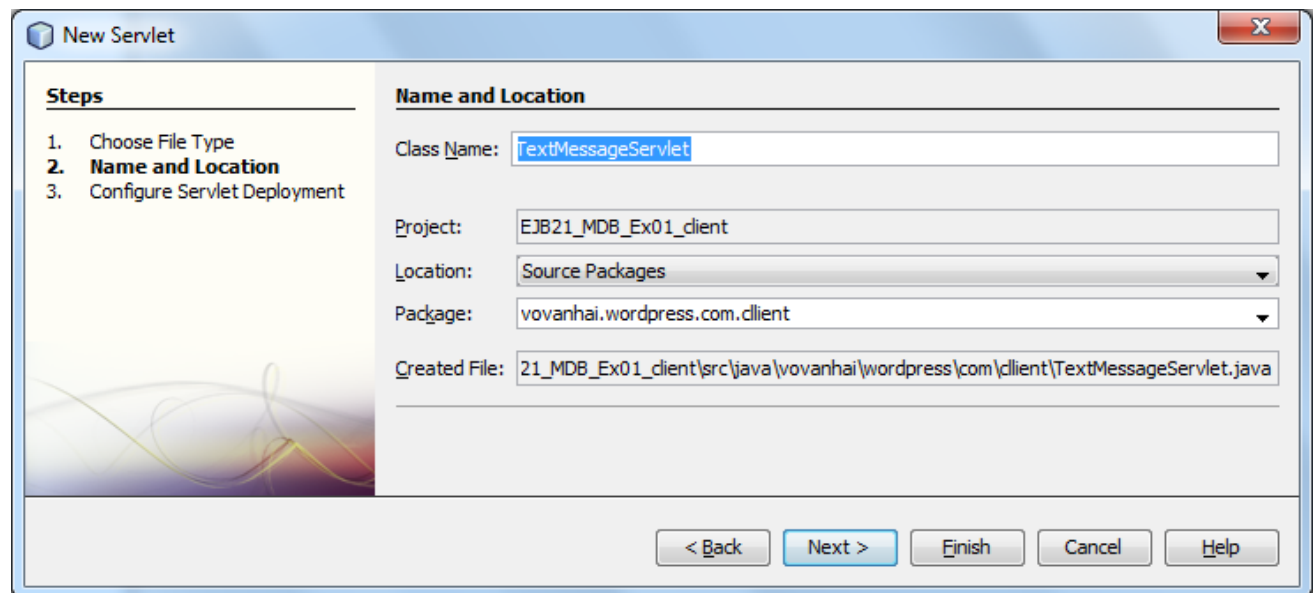 New Servlet
Steps
1. Choose File Type
2. Name and Location
3. Configure Servlet Deployment
Name and Location
Class Name: TextMessageServlet
Project: EJB21_MDB_Ex01_client
Location: Source Packages
Package: vovanhai.wordpress.com.cllient
Created File: 21_MDB_Ex01_client\src\java\vovanhai\wordpress\com\cllient\TextMessageServlet.java
< Back Next > Finish Cancel Help